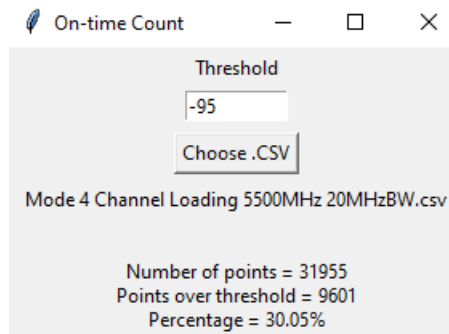 On-time Count
Threshold
-95
Choose .CSV
Mode 4 Channel Loading 5500MHz 20MHzBW.csv
Number of points = 31955
Points over threshold = 9601
Percentage = 30.05%